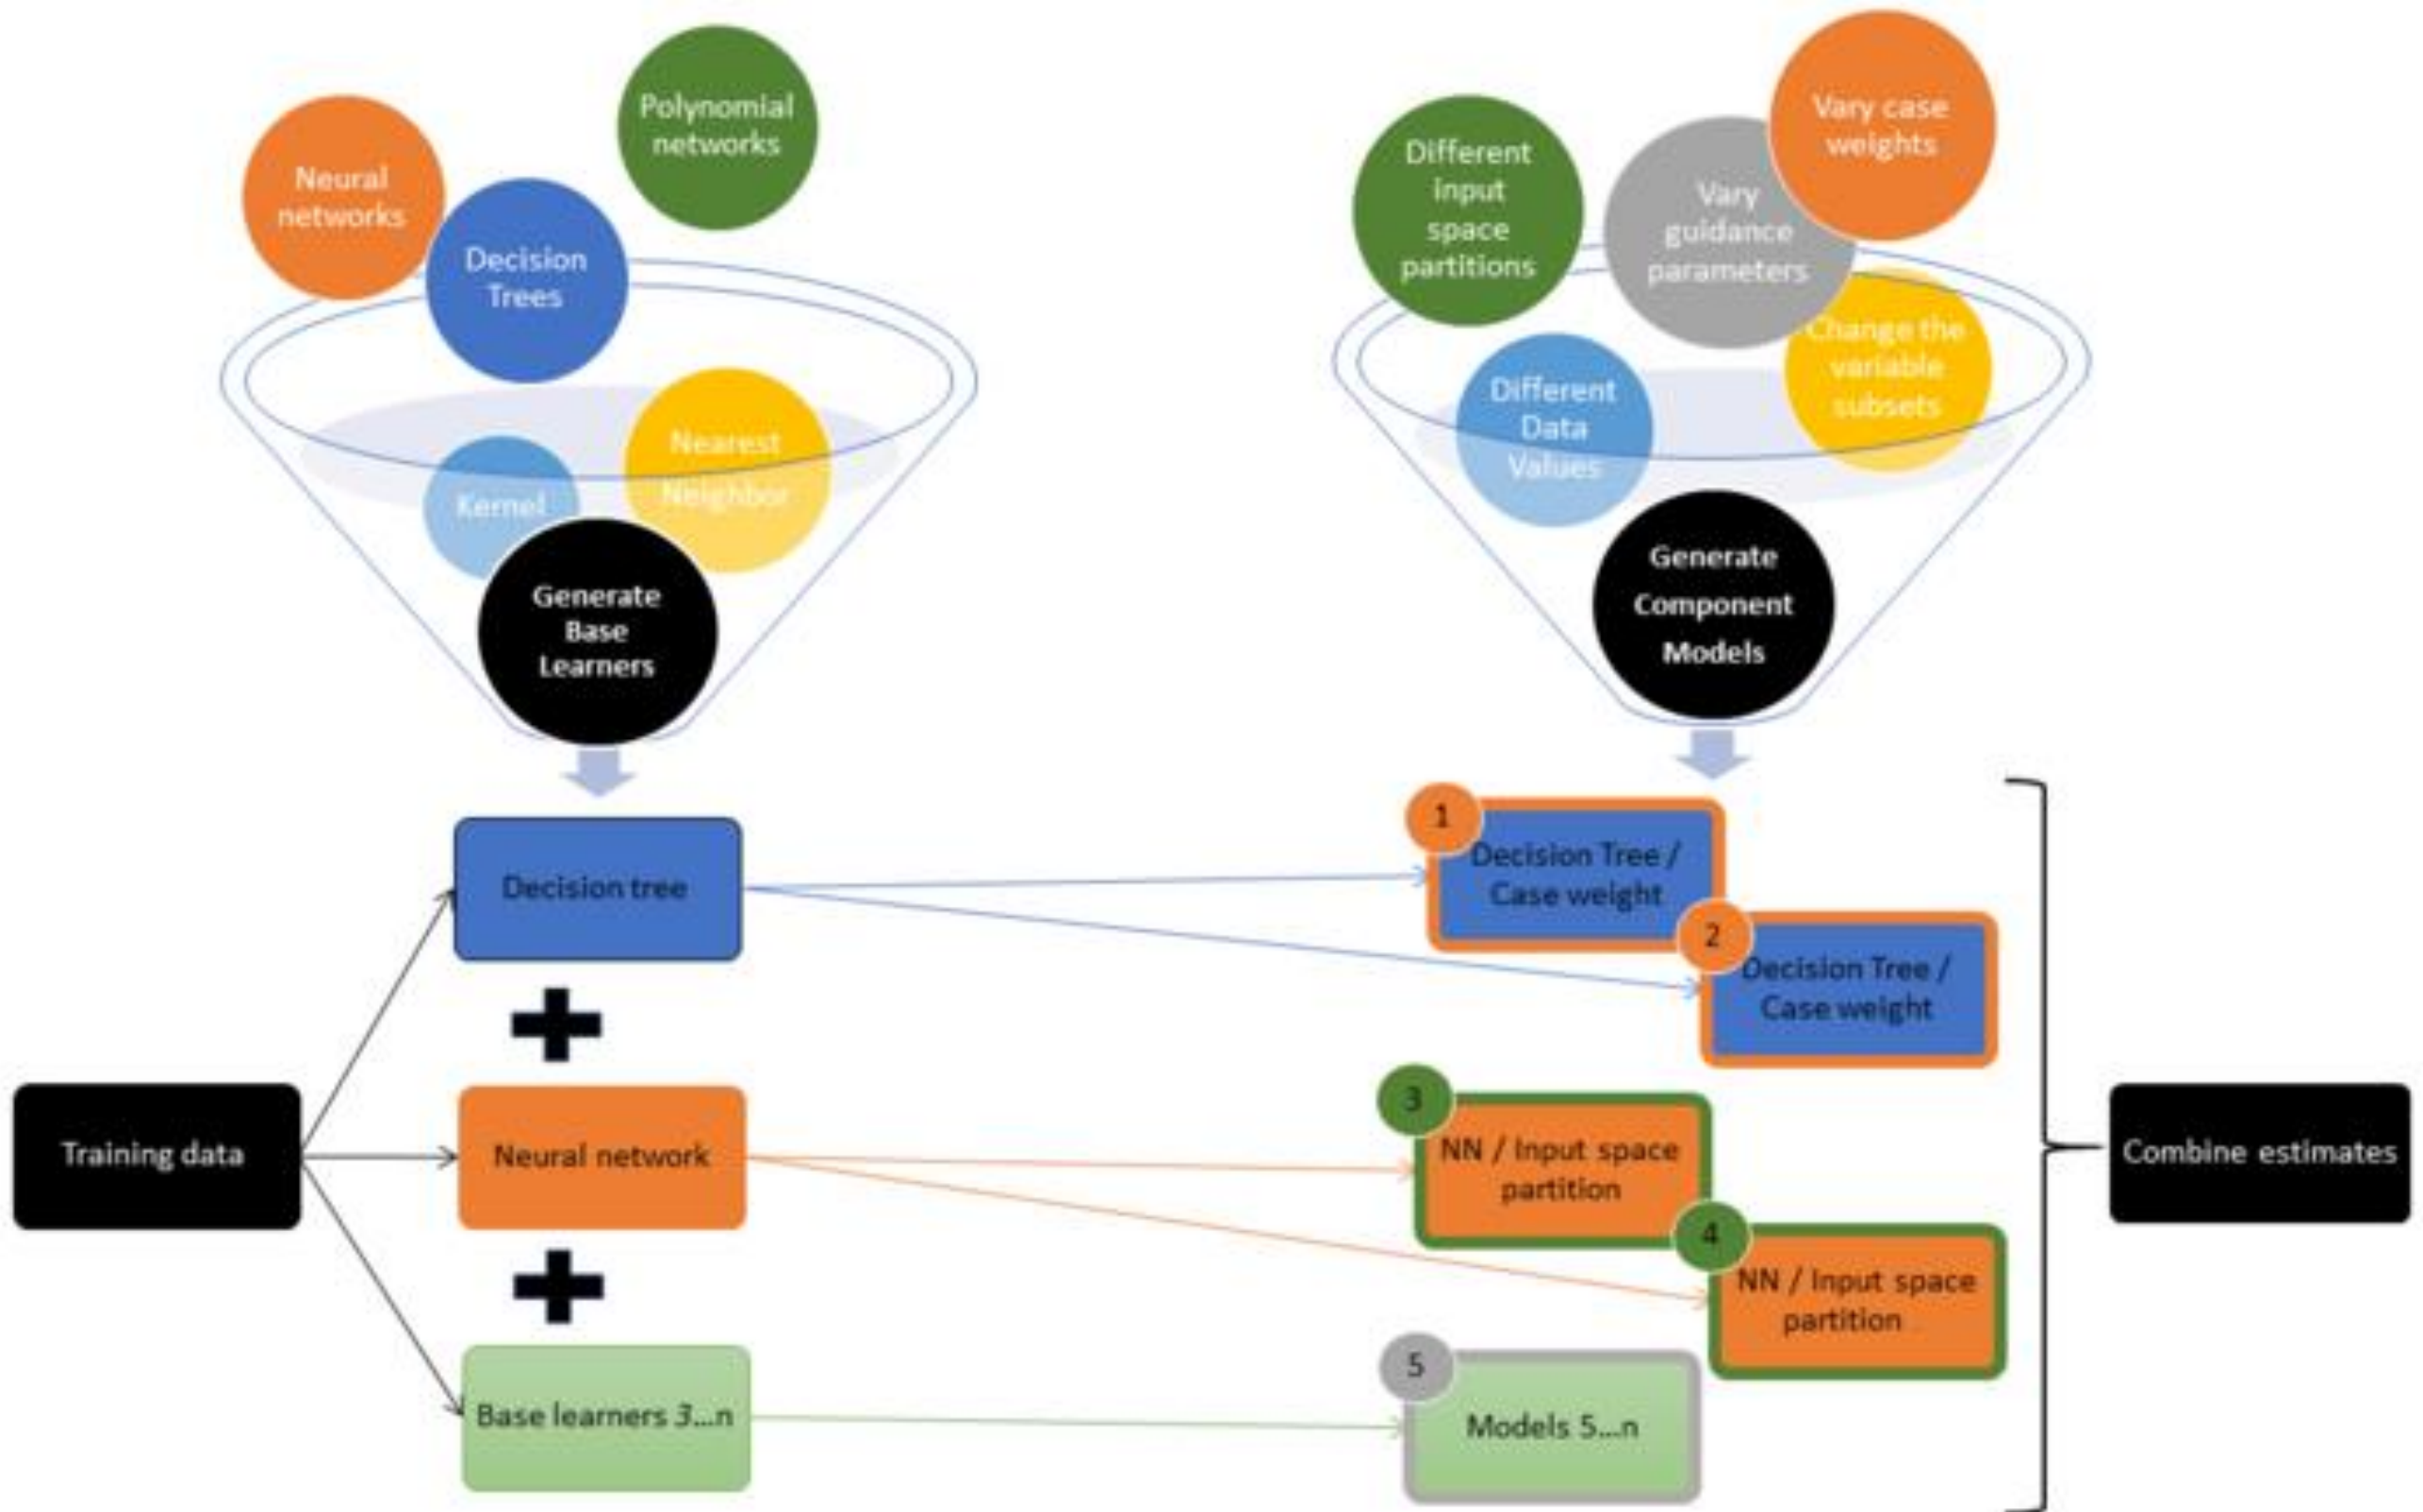 Polynomial
networks
Neural
networks
Decision
Trees
Nearest
Neighbor
Kernel
Generate
Base
Learners
Vary case
weights
Different
input
space
partitions
Vary
guidance
parameters
Change the
variable
subsets
Different
Data
Values
Generate
Component
Models
Decision tree
1
Decision Tree /
Case weight
2
Decision Tree /
Case weight
Training data
Neural network
3
NN / Input space
partition
4
NN / Input space
partition
Combine estimates
Base learners 3...n
5
Models 5...n